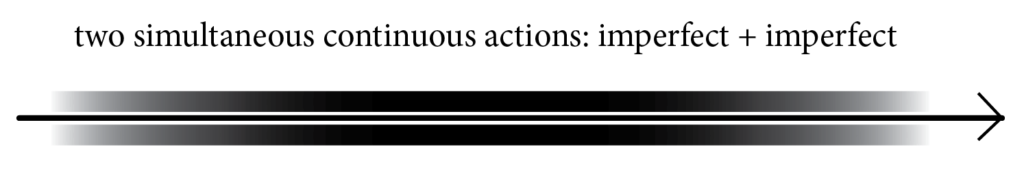 two simultaneous continuous actions: imperfect + imperfect